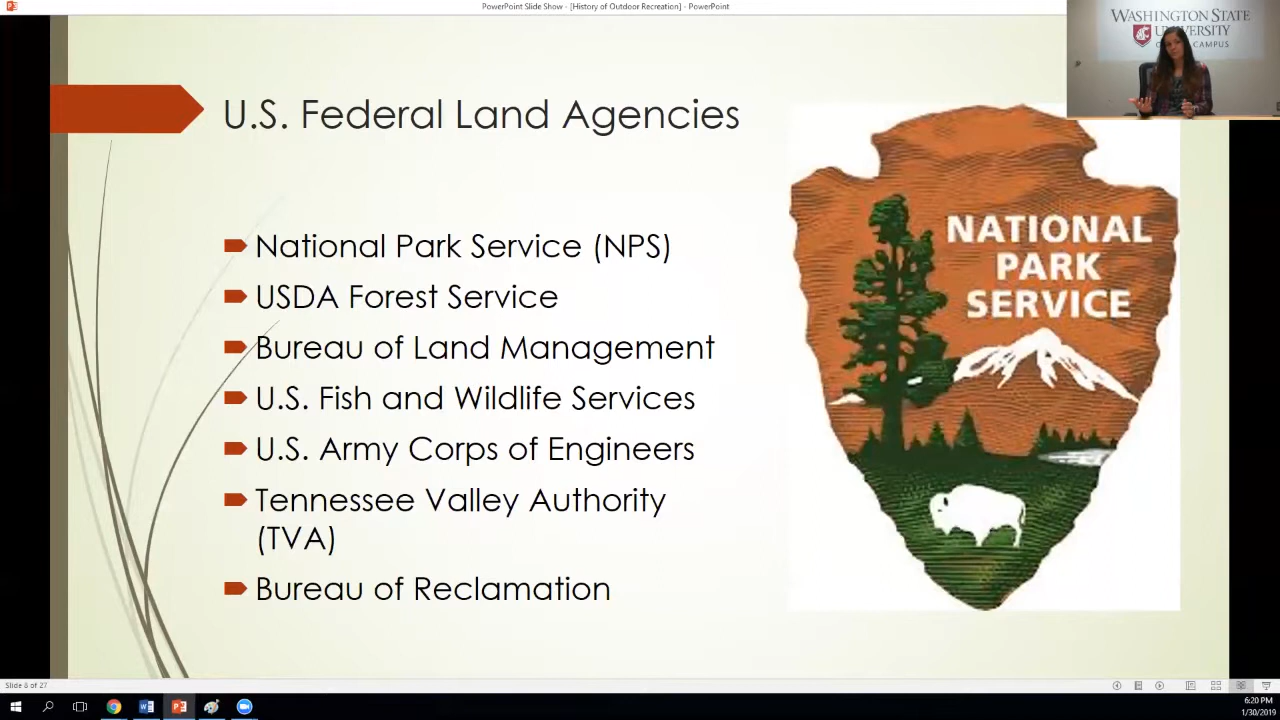 PowerPoint Slide Show - [History of Outdoor Recreation] - PowerPoint
WASHINGTON STATE
UNIVERSITY
CAMPUS
U.S. Federal Land Agencies
National Park Service (NPS)
USDA Forest Service
Bureau of Land Management
U.S. Fish and Wildlife Services
U.S. Army Corps of Engineers
Tennessee Valley Authority
(TVA)
Bureau of Reclamation
NATIONAL
PARK
SERVICE
Slide 6 of 27
6:20 PM
1/30/2019